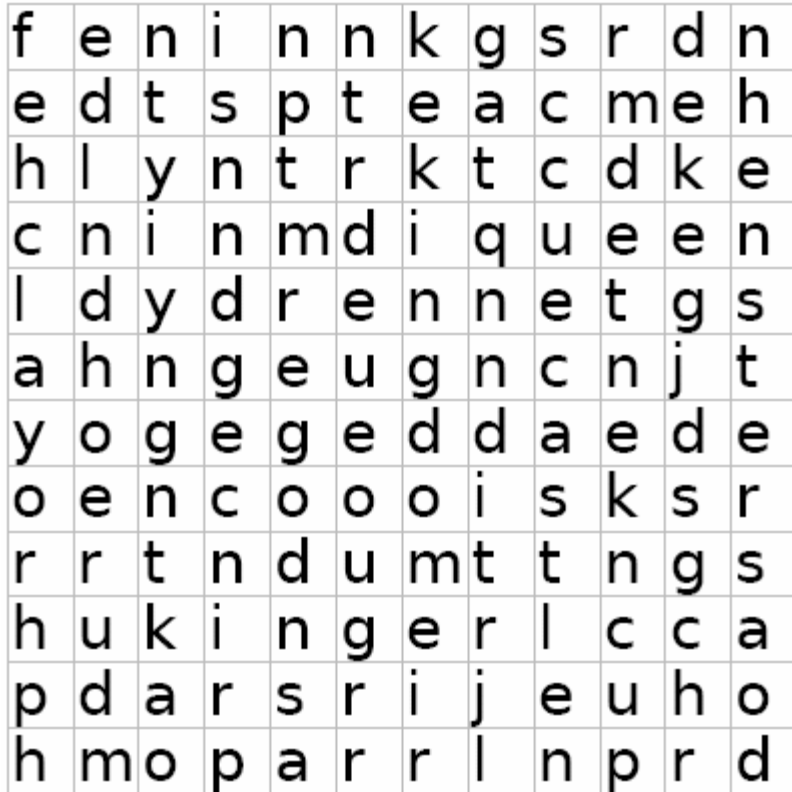 f e n i n n k g s r d n
e d t s p t e a c m e h
h l y n t r k t c d k e
c n i n m d i q u e e n
l d y d r e n n e t g s
a h n g e u g n c n j t
y o g e g e d d a e d e
o e n c o o o i s k s r
r r t n d u m t t n g s
h u k i n g e r l c c a
p d a r s r i j e u h o
h m o p a r r l n p r d